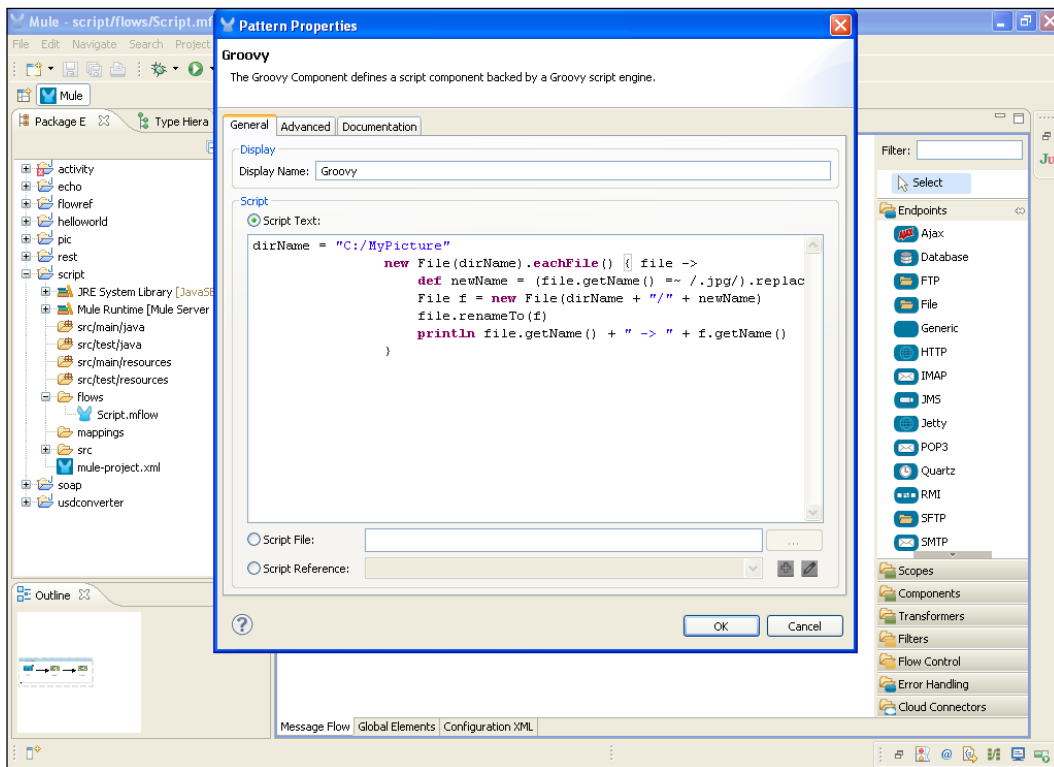 Mule - script/flows/Script.mf
File Edit Navigate Search Project
Mule
Package E
Type Hiera
activity
echo
flowref
helloworld
pic
rest
script
JRE System Library [JavaSE
Mule Runtime [Mule Server
src/main/java
src/test/java
src/main/resources
src/test/resources
flows
Script.mflow
mappings
src
mule-project.xml
soap
usdconverter
Outline
Pattern Properties
Groovy
The Groovy Component defines a script component backed by a Groovy script engine.
General Advanced Documentation
Display
Display Name: Groovy
Script
Script Text:
dirName = "C:/MyPicture"
new File(dirName).eachFile() { file ->
def newName = (file.getName() =~ /.jpg/).replac
File f = new File(dirName + "/" + newName)
file.renameTo(f)
println file.getName() + " -> " + f.getName()
}
Script File:
...
Script Reference:
?
OK Cancel
Message Flow Global Elements Configuration XML
Filter:
Select
Endpoints
Ajax
Database
FTP
File
Generic
HTTP
IMAP
JMS
Jetty
POP3
Quartz
RMI
SFTP
SMTP
Scopes
Components
Transformers
Filters
Flow Control
Error Handling
Cloud Connectors
Ju
@